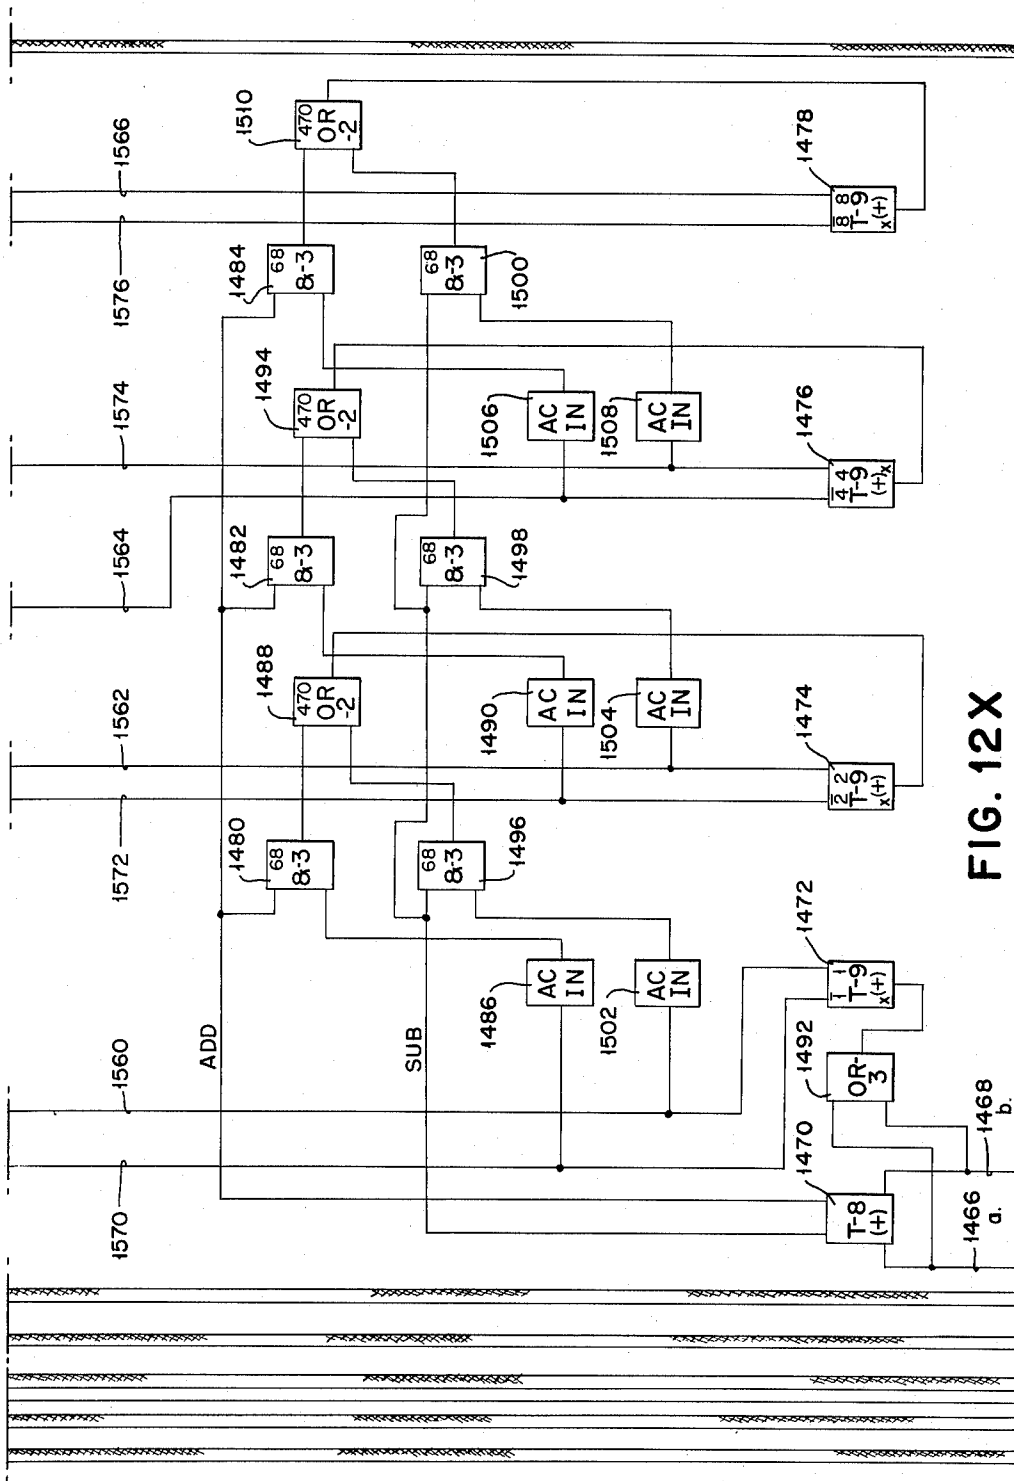 1570
1560
1572
1562
1564
1574
1576
1566
ADD
1480
68
&-3
1488
470
OR
-2
1482
68
&-3
1494
470
OR
-2
1484
68
&-3
1510
470
OR
-2
SUB
68
&-3
1496
68
&-3
1498
68
&-3
1500
1486
AC
IN
1490
AC
IN
1506
AC
IN
1502
AC
IN
1504
AC
IN
1508
AC
IN
1470
T-8
(+)
1492
OR-
3
1472
1̅ 1
T-9
x(+)
1474
2̅ 2
T-9
x(+)
1476
4̅ 4
T-9
(+)x
1478
8̅ 8
T-9
x(+)
1466
a.
1468
b.
FIG. 12X